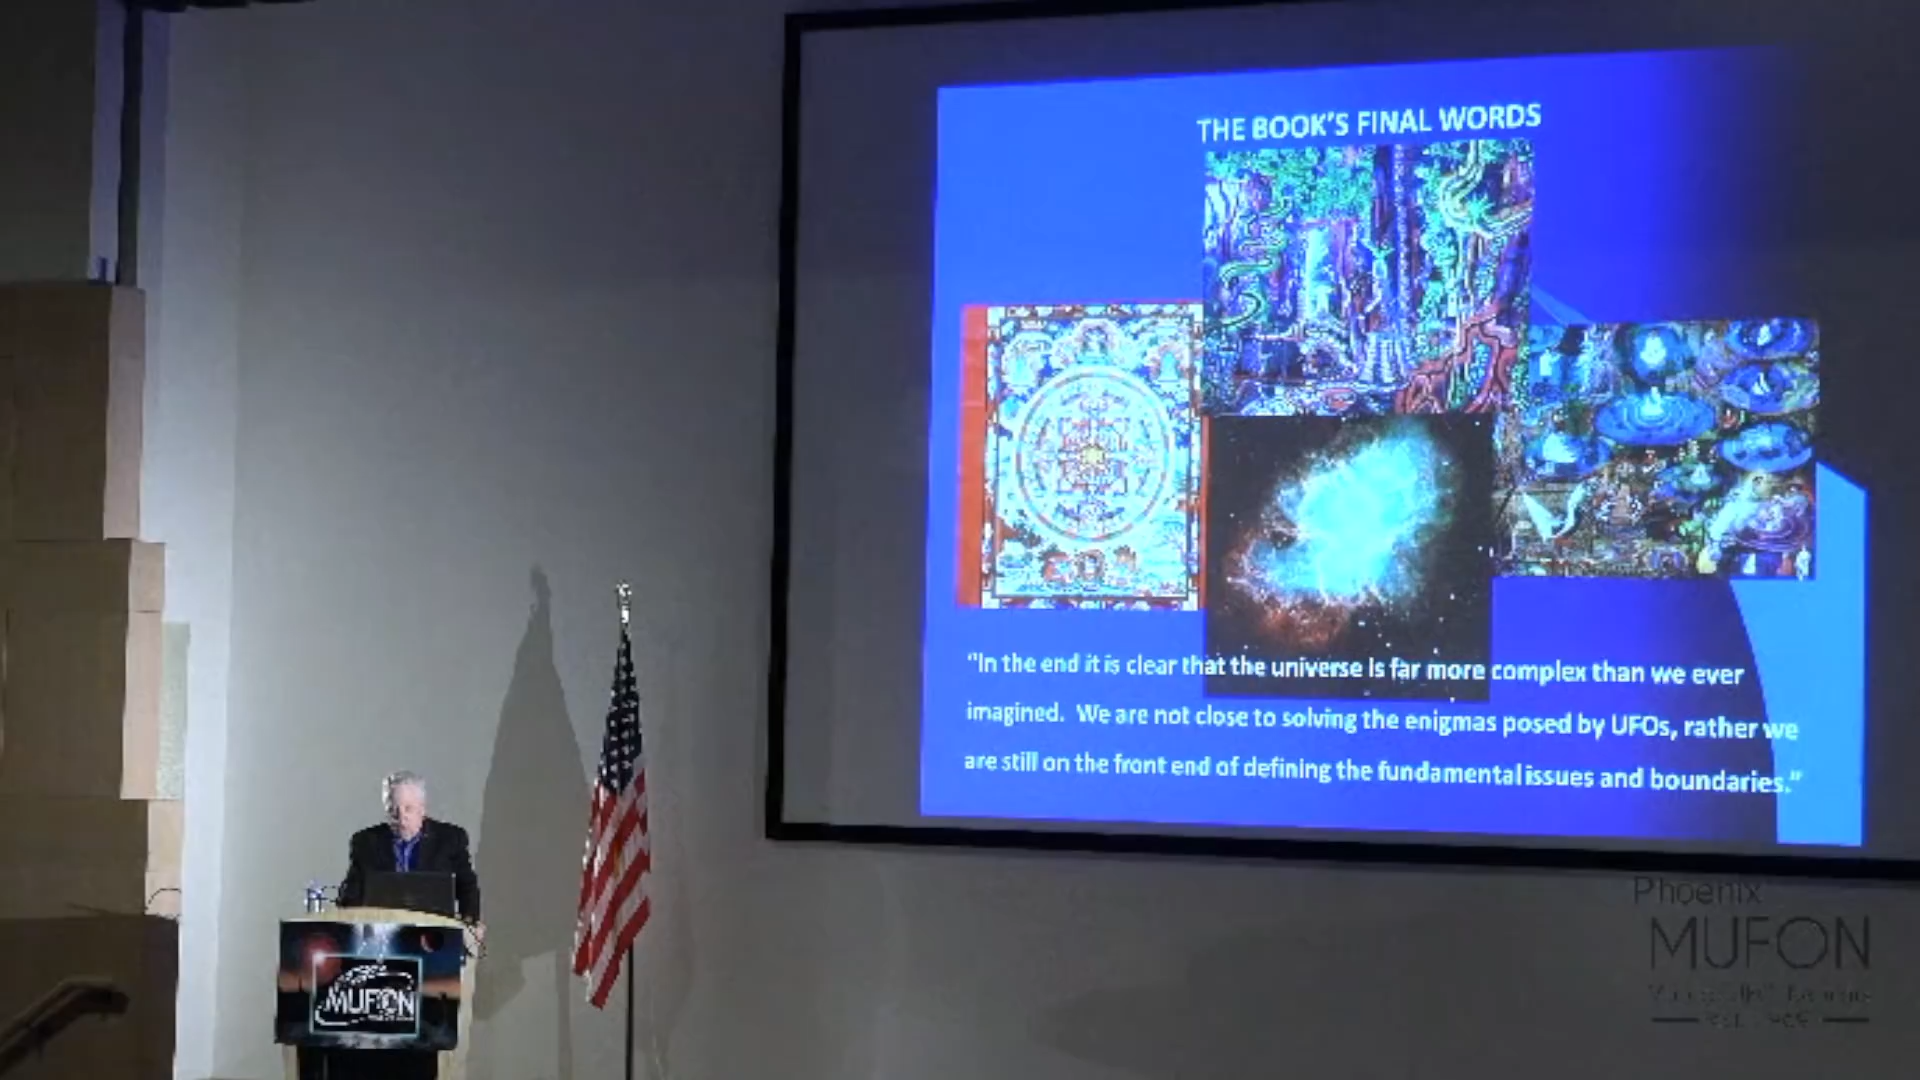 THE BOOK'S FINAL WORDS
"In the end it is clear that the universe is far more complex than we ever
imagined. We are not close to solving the enigmas posed by UFOs, rather we
are still on the front end of defining the fundamental issues and boundaries."
MUFON
Phoenix
MUFON